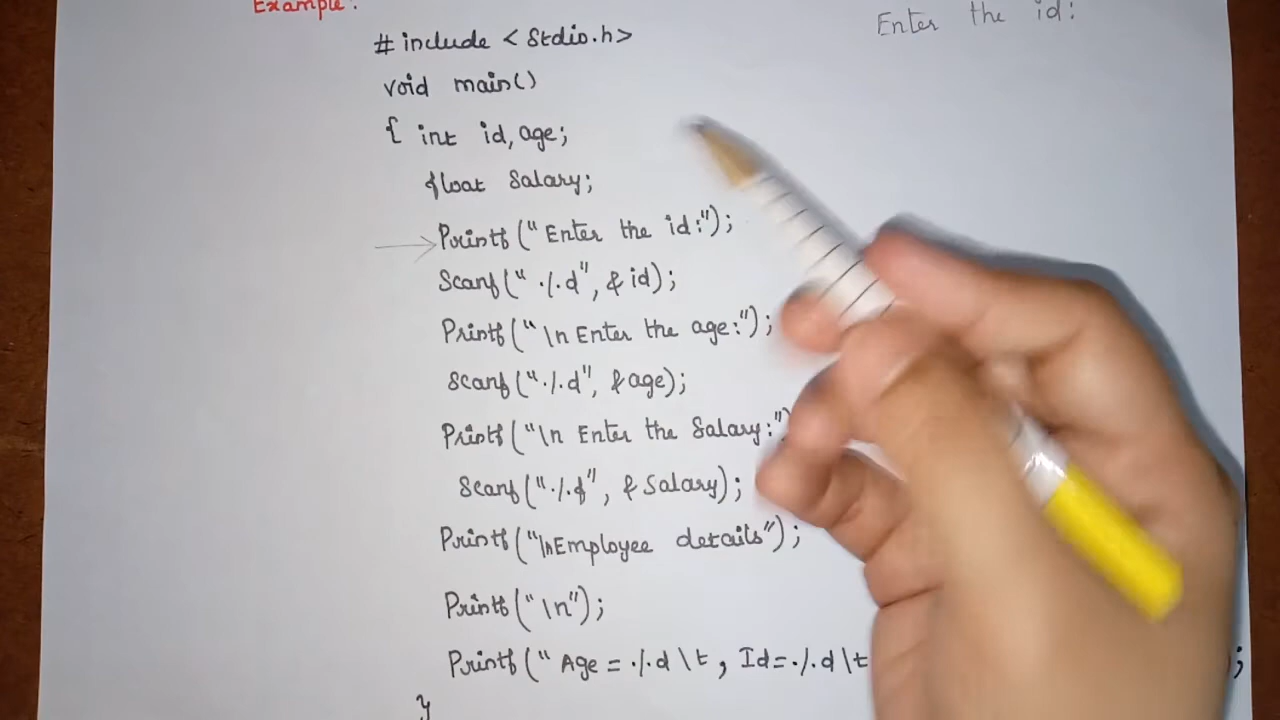 Example:
Enter the id:
# include < Stdio.h>
void main()
{ int id, age;
float Salary;
Printf ("Enter the id:");
Scanf ("%d", & id);
Printf ("\n Enter the age:");
Scanf ("%d", & age);
Printf ("\n Enter the Salary:")
Scanf ("%f", & Salary);
Printf ("\nEmployee details");
Printf ("\n");
Printf (" Age = %d \t, Id= %d \t ;
}